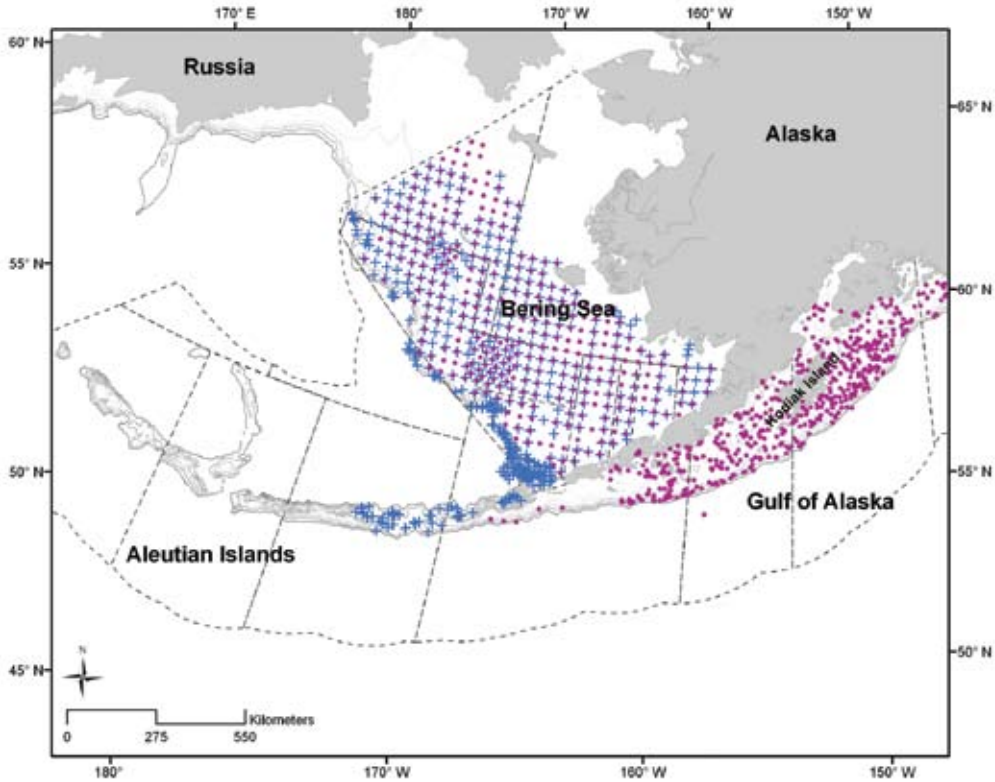 170° E
180°
170° W
160° W
150° W
60° N
Russia
65° N
Alaska
55° N
60° N
Bering Sea
Kodiak Island
50° N
55° N
Gulf of Alaska
Aleutian Islands
N
50° N
45° N
Kilometers
0 275 550
180°
170° W
160° W
150° W